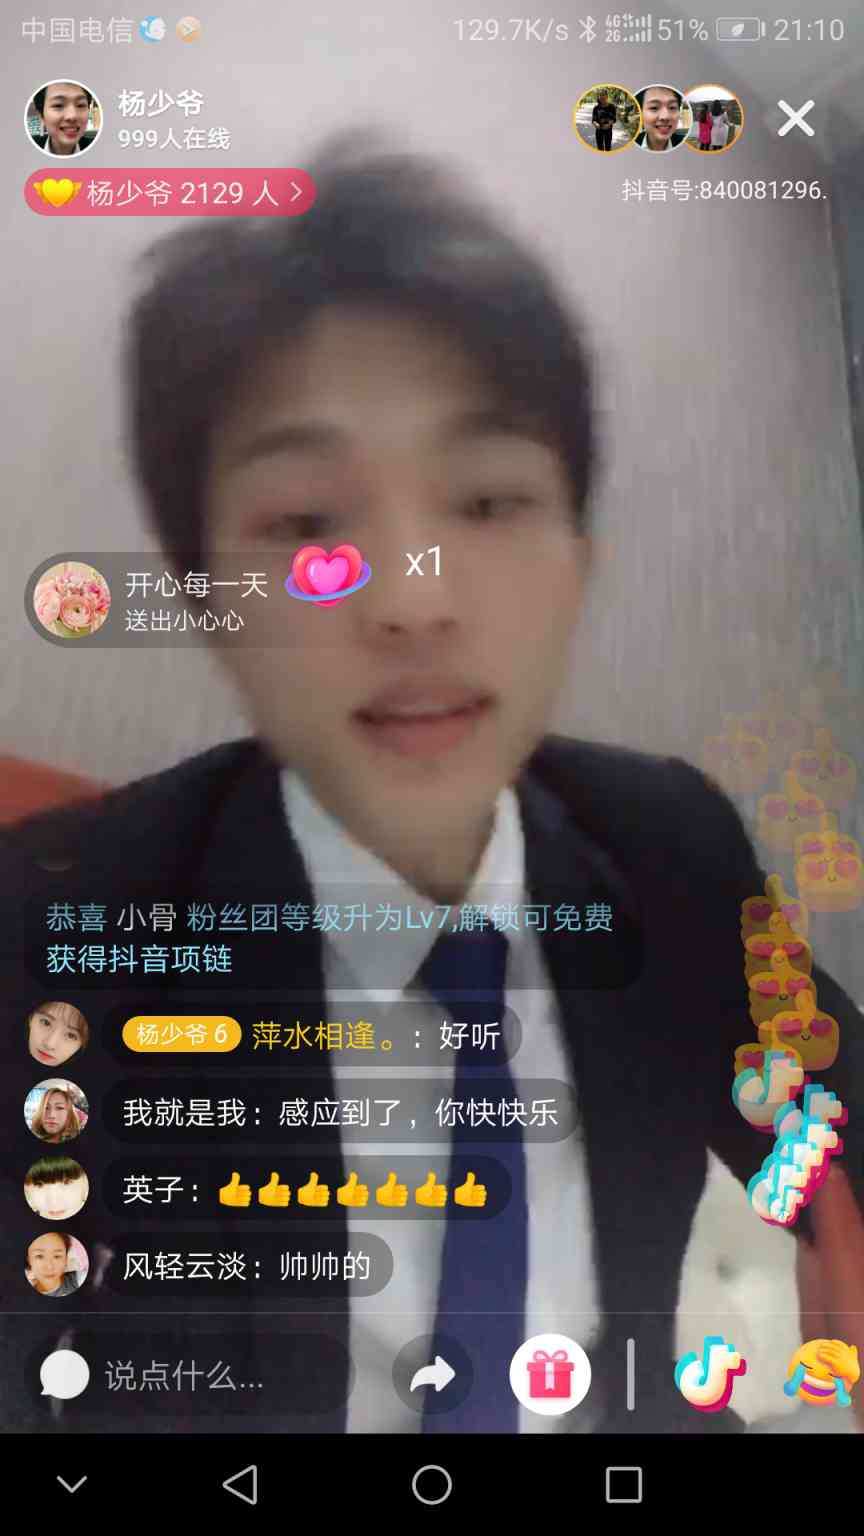 中国电信
129.7K/s 4G 2G 51% 21:10
杨少爷
999人在线
杨少爷 2129 人
抖音号:840081296.
开心每一天
送出小心心
x1
恭喜 小骨 粉丝团等级升为Lv7,解锁可免费
获得抖音项链
杨少爷 6 萍水相逢。: 好听
我就是我: 感应到了，你快快乐
英子: 👍👍👍👍👍👍👍
风轻云淡: 帅帅的
说点什么...